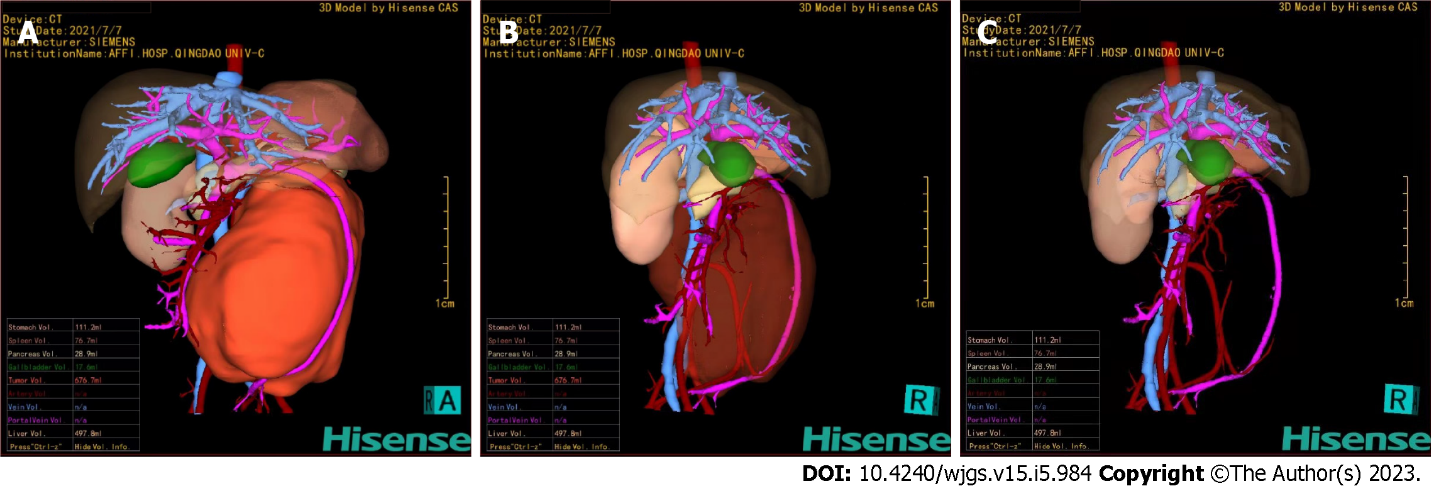 A
3D Model by Hisense CAS
Device:CT
StudyDate:2021/7/7
Manufacturer:SIEMENS
InstitutionName:AFFI.HOSP.QINGDAO UNIV-C
1cm
Stomach Vol. 111.2ml
Spleen Vol. 76.7ml
Pancreas Vol. 28.9ml
Gallbladder Vol. 17.6ml
Tumor Vol. 676.7ml
Artery Vol. n/a
Vein Vol. n/a
PortalVein Vol. n/a
Liver Vol. 497.8ml
Press"Ctrl-z" Hide Vol. Info.
R A
Hisense
B
3D Model by Hisense CAS
Device:CT
StudyDate:2021/7/7
Manufacturer:SIEMENS
InstitutionName:AFFI.HOSP.QINGDAO UNIV-C
1cm
Stomach Vol. 111.2ml
Spleen Vol. 76.7ml
Pancreas Vol. 28.9ml
Gallbladder Vol. 17.6ml
Tumor Vol. 676.7ml
Artery Vol. n/a
Vein Vol. n/a
PortalVein Vol. n/a
Liver Vol. 497.8ml
Press"Ctrl-z" Hide Vol. Info.
R
Hisense
C
3D Model by Hisense CAS
Device:CT
StudyDate:2021/7/7
Manufacturer:SIEMENS
InstitutionName:AFFI.HOSP.QINGDAO UNIV-C
1cm
Stomach Vol. 111.2ml
Spleen Vol. 76.7ml
Pancreas Vol. 28.9ml
Gallbladder Vol. 17.6ml
Artery Vol. n/a
Vein Vol. n/a
PortalVein Vol. n/a
Liver Vol. 497.8ml
Press"Ctrl-z" Hide Vol. Info.
R
Hisense
DOI: 10.4240/wjgs.v15.i5.984 Copyright ©The Author(s) 2023.